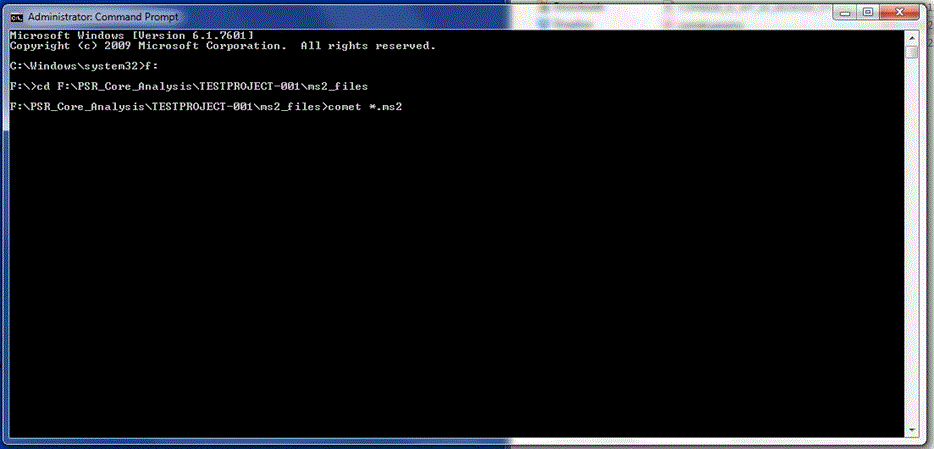 Administrator: Command Prompt
Microsoft Windows [Version 6.1.7601]
Copyright (c) 2009 Microsoft Corporation.  All rights reserved.
C:\Windows\system32>f:
F:\>cd F:\PSR_Core_Analysis\TESTPROJECT-001\ms2_files
F:\PSR_Core_Analysis\TESTPROJECT-001\ms2_files>comet *.ms2